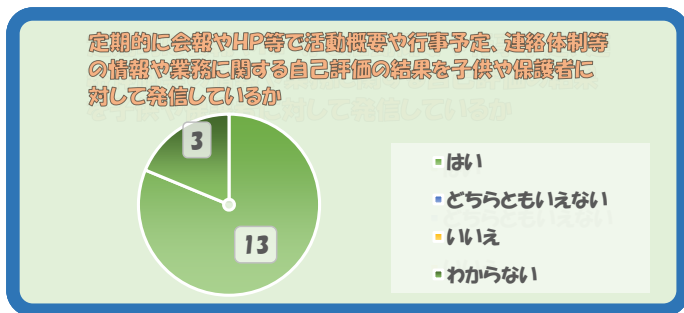 定期的に会報やHP等で活動概要や行事予定、連絡体制等
の情報や業務に関する自己評価の結果を子供や保護者に
対して発信しているか
3
13
はい
どちらともいえない
いいえ
わからない